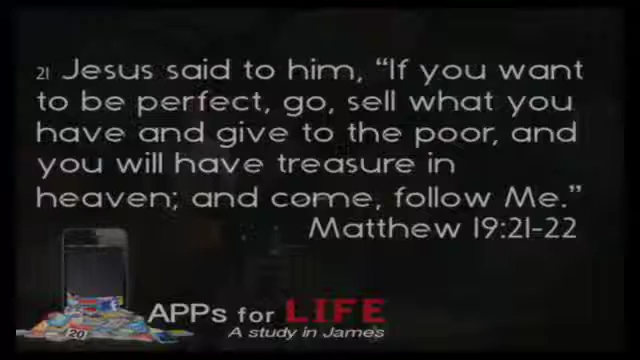 21 Jesus said to him, “If you want
to be perfect, go, sell what you
have and give to the poor, and
you will have treasure in
heaven; and come, follow Me.”
Matthew 19:21-22
APPs for LIFE
A study in James
20